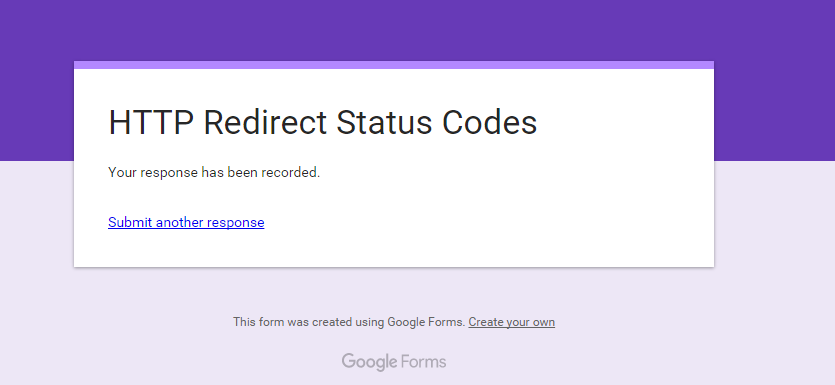 HTTP Redirect Status Codes
Your response has been recorded.
Submit another response
This form was created using Google Forms. Create your own
Google Forms